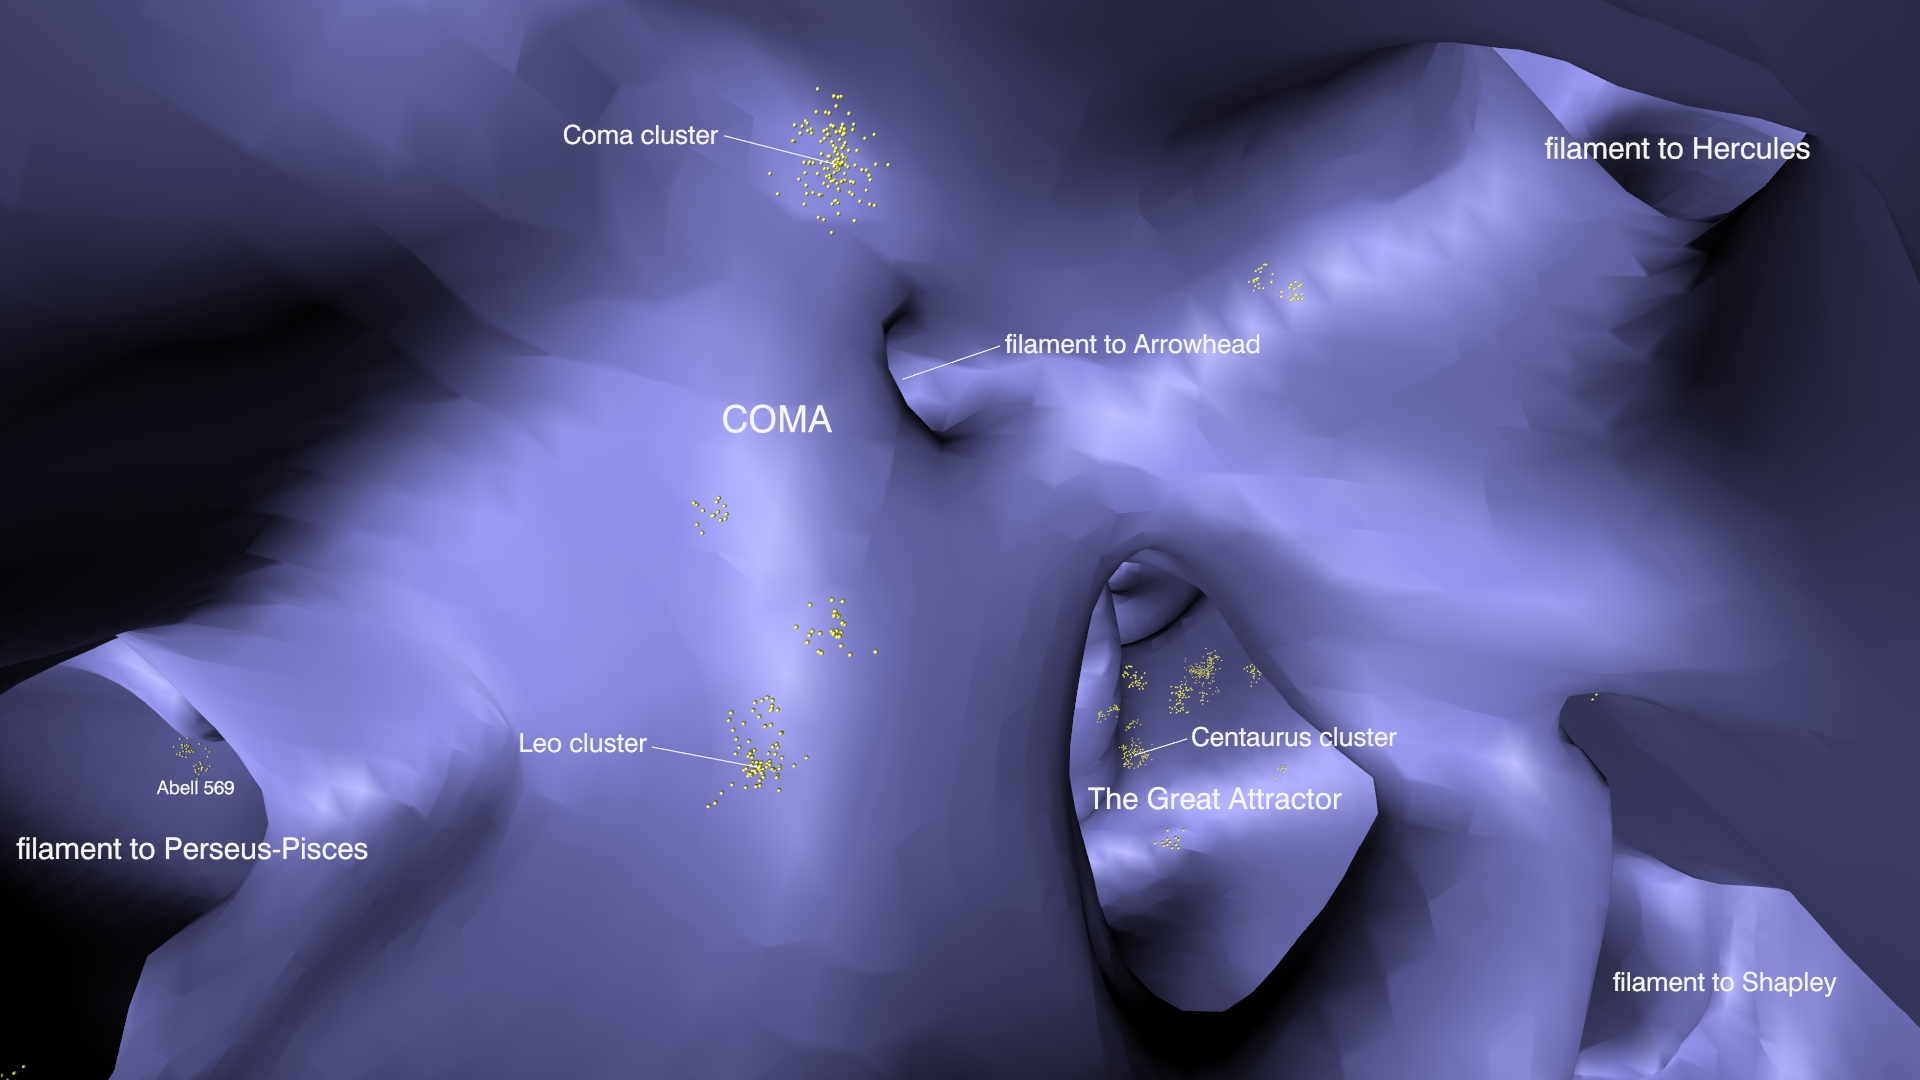 Coma cluster
filament to Hercules
filament to Arrowhead
COMA
Leo cluster
Centaurus cluster
Abell 569
The Great Attractor
filament to Perseus-Pisces
filament to Shapley